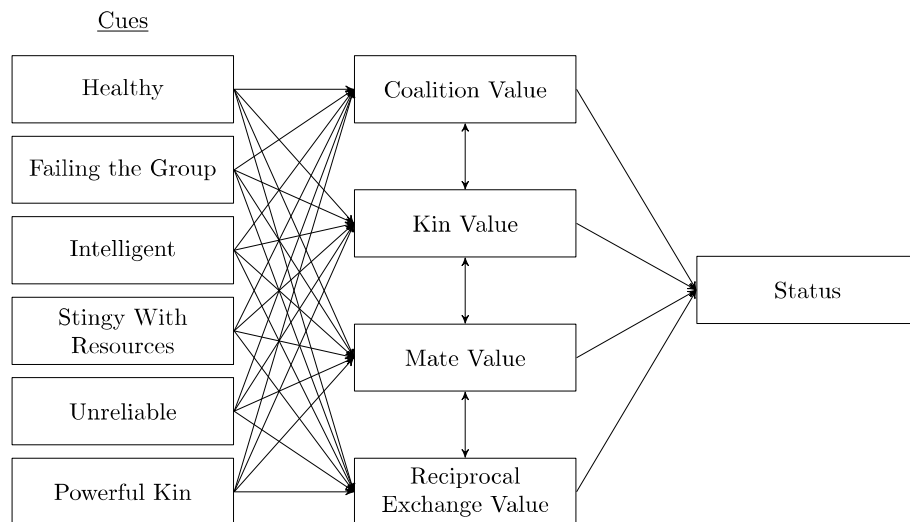 Cues
Healthy
Failing the Group
Intelligent
Stingy With
Resources
Unreliable
Powerful Kin
Coalition Value
Kin Value
Mate Value
Reciprocal
Exchange Value
Status